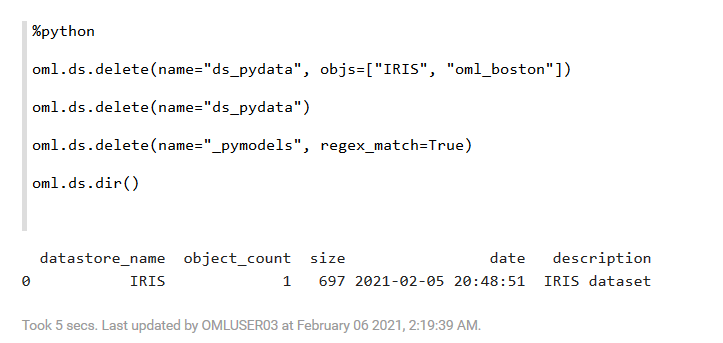 %python
oml.ds.delete(name="ds_pydata", objs=["IRIS", "oml_boston"])
oml.ds.delete(name="ds_pydata")
oml.ds.delete(name="_pymodels", regex_match=True)
oml.ds.dir()
datastore_name object_count size date description
0 IRIS 1 697 2021-02-05 20:48:51 IRIS dataset
Took 5 secs. Last updated by OMLUSER03 at February 06 2021, 2:19:39 AM.